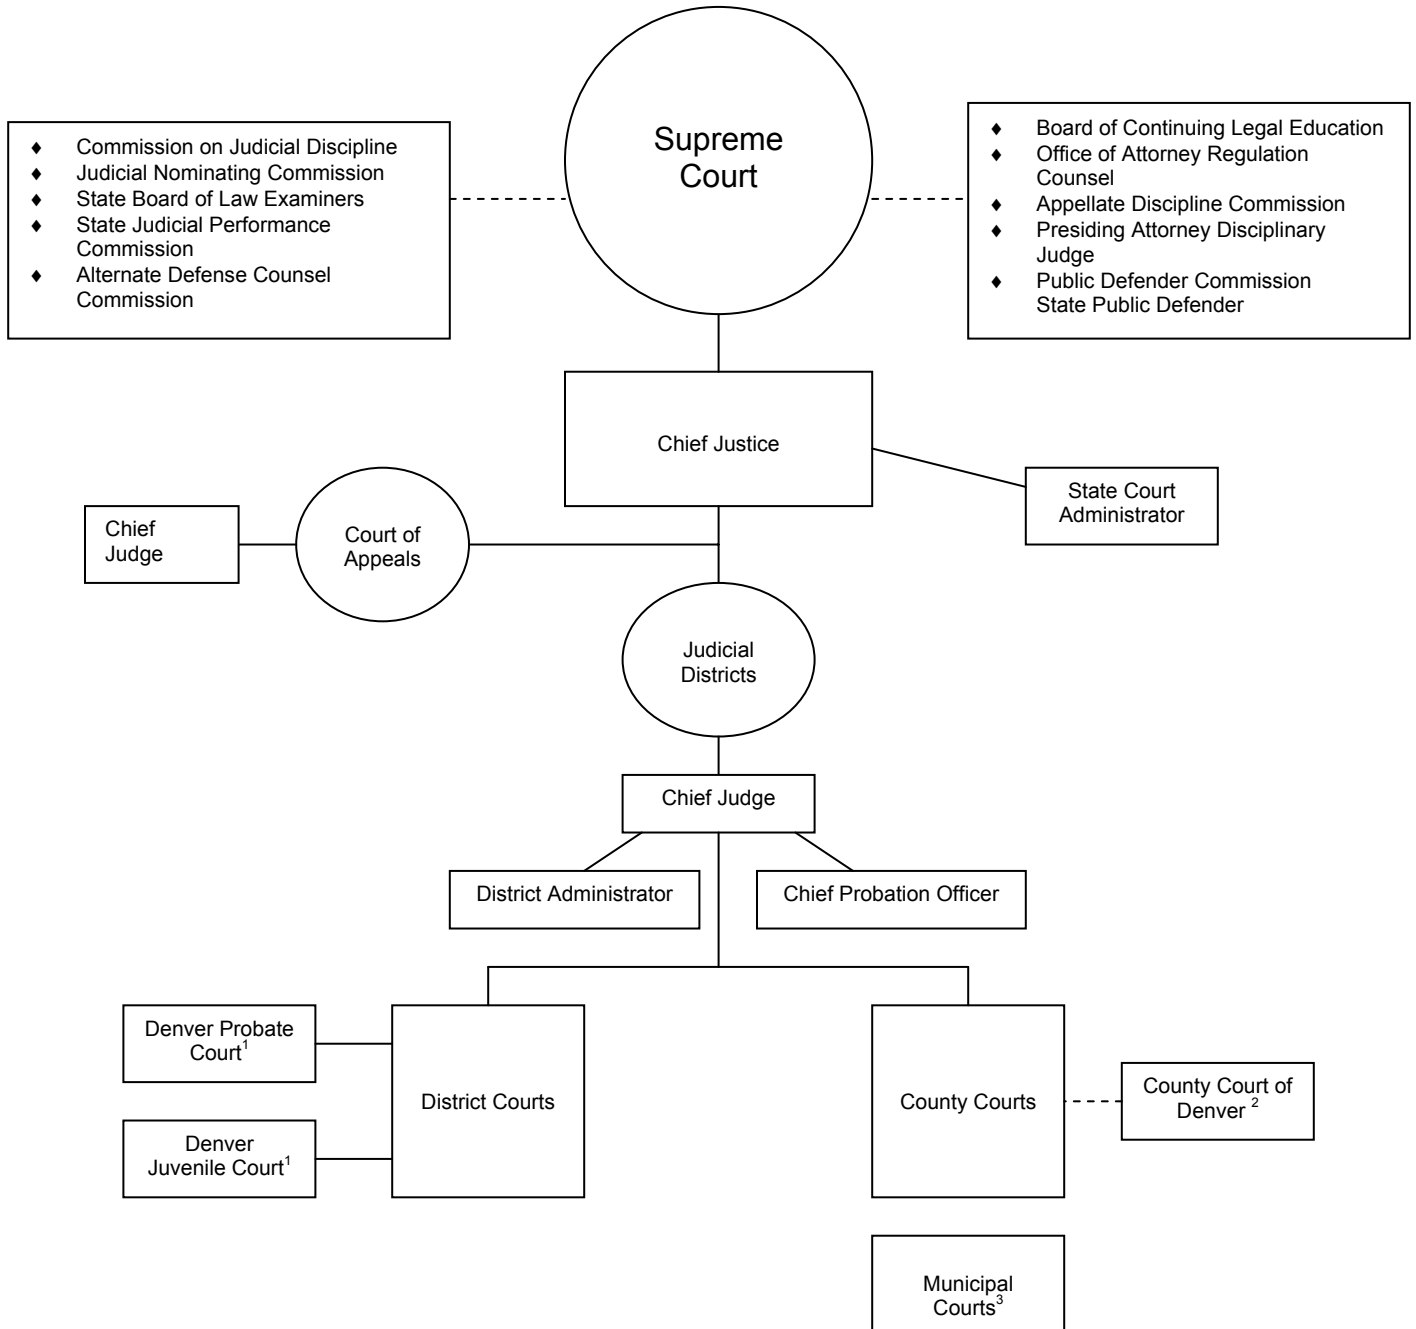 Supreme
Court
♦ Commission on Judicial Discipline
♦ Judicial Nominating Commission
♦ State Board of Law Examiners
♦ State Judicial Performance
Commission
♦ Alternate Defense Counsel
Commission
♦ Board of Continuing Legal Education
♦ Office of Attorney Regulation
Counsel
♦ Appellate Discipline Commission
♦ Presiding Attorney Disciplinary
Judge
♦ Public Defender Commission
State Public Defender
Chief Justice
State Court
Administrator
Chief
Judge
Court of
Appeals
Judicial
Districts
Chief Judge
District Administrator
Chief Probation Officer
Denver Probate
Court¹
Denver
Juvenile Court¹
District Courts
County Courts
County Court of
Denver ²
Municipal
Courts³